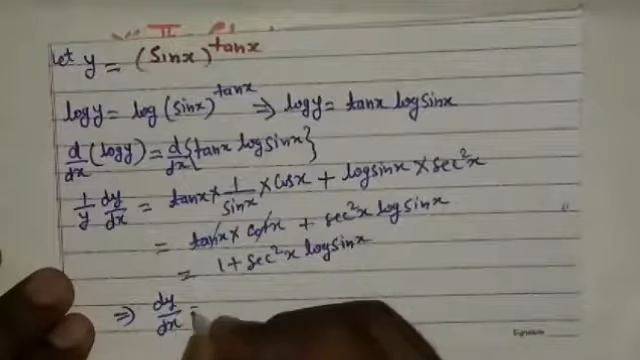 Let y = (sinx)^tanx
logy = log(sinx)^tanx ⇒ logy = tanx logsinx
d/dx (logy) = d/dx {tanx logsinx}
1/y dy/dx = tanx × 1/sinx × cosx + logsinx × sec²x
= tanx × cotx + sec²x logsinx
= 1 + sec²x logsinx
⇒ dy/dx =